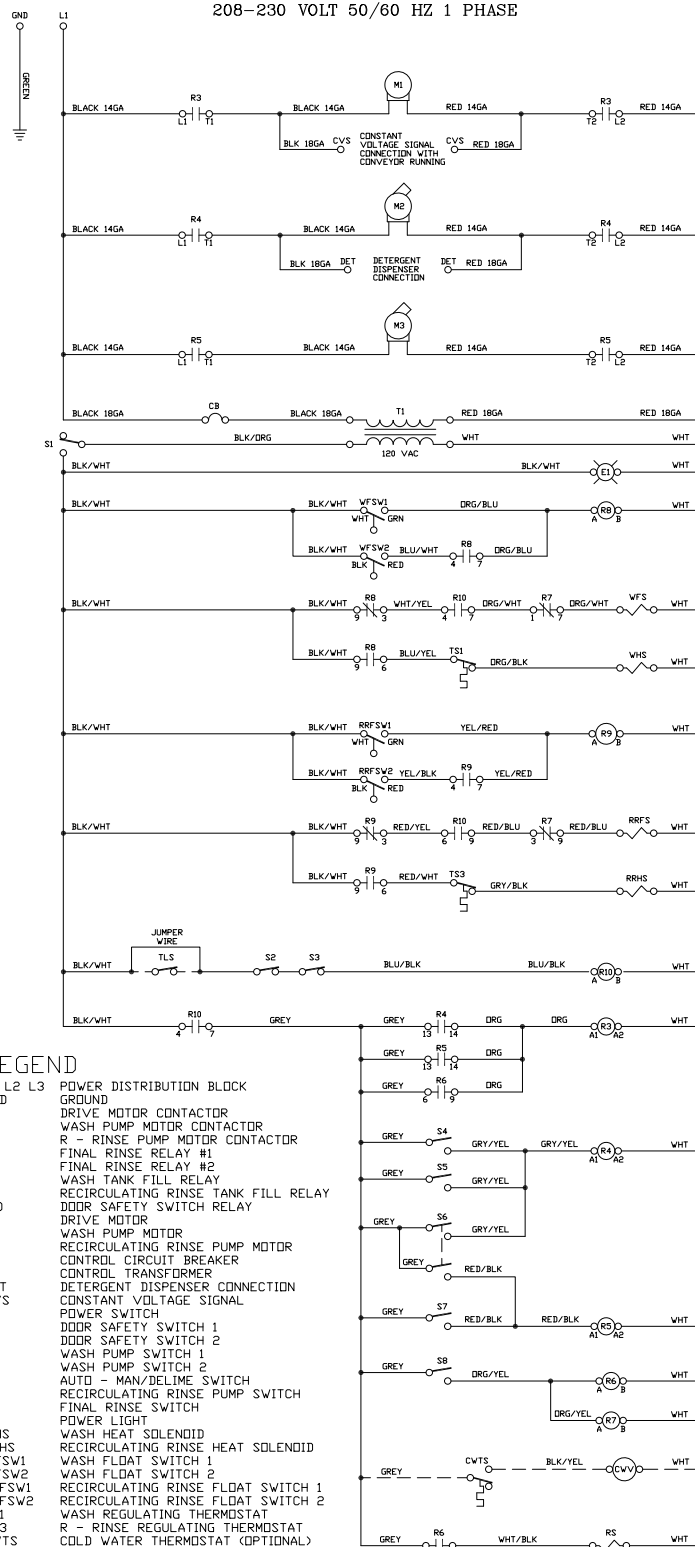 208-230 VOLT 50/60 HZ 1 PHASE
GND L1
GREEN
M1
R3 R3
BLACK 14GA BLACK 14GA RED 14GA RED 14GA
L1 T1 T2 L2
BLK 18GA CVS CONSTANT VOLTAGE SIGNAL CONNECTION WITH CONVEYOR RUNNING CVS RED 18GA
M2
R4 R4
BLACK 14GA BLACK 14GA RED 14GA RED 14GA
L1 T1 T2 L2
BLK 18GA DET DETERGENT DISPENSER CONNECTION DET RED 18GA
M3
R5 R5
BLACK 14GA BLACK 14GA RED 14GA RED 14GA
L1 T1 T2 L2
CB T1
BLACK 18GA BLACK 18GA RED 18GA RED 18GA
S1 BLK/ORG WHT WHT
120 VAC
BLK/WHT BLK/WHT E1 WHT
BLK/WHT BLK/WHT WFSW1 ORG/BLU R8 WHT
WHT GRN A B
BLK/WHT WFSW2 BLU/WHT R8 ORG/BLU
BLK RED 4 7
BLK/WHT BLK/WHT R8 WHT/YEL R10 ORG/WHT R7 ORG/WHT WFS WHT
9 3 4 7 1 7
BLK/WHT R8 BLU/YEL TS1 ORG/BLK WHS WHT
9 6
BLK/WHT BLK/WHT RRFSW1 YEL/RED R9 WHT
WHT GRN A B
BLK/WHT RRFSW2 YEL/BLK R9 YEL/RED
BLK RED 4 7
BLK/WHT BLK/WHT R9 RED/YEL R10 RED/BLU R7 RED/BLU RRFS WHT
9 3 6 9 3 9
BLK/WHT R9 RED/WHT TS3 GRY/BLK RRHS WHT
9 6
JUMPER WIRE
BLK/WHT TLS S2 S3 BLU/BLK BLU/BLK R10 WHT
A B
BLK/WHT R10 GREY GREY R4 ORG ORG R3 WHT
4 7 13 14 A1 A2
GREY R5 ORG
13 14
GREY R6 ORG
6 9
GREY S4 GRY/YEL GRY/YEL R4 WHT
A1 A2
GREY S5 GRY/YEL
GREY S6 GRY/YEL
GREY RED/BLK
GREY S7 RED/BLK RED/BLK R5 WHT
A1 A2
GREY S8 ORG/YEL R6 WHT
A B
ORG/YEL R7 WHT
A B
GREY CWTS BLK/YEL CWV WHT
GREY R6 WHT/BLK RS WHT
EGEND
L2 L3 POWER DISTRIBUTION BLOCK
D GROUND
DRIVE MOTOR CONTACTOR
WASH PUMP MOTOR CONTACTOR
R - RINSE PUMP MOTOR CONTACTOR
FINAL RINSE RELAY #1
FINAL RINSE RELAY #2
WASH TANK FILL RELAY
RECIRCULATING RINSE TANK FILL RELAY
DOOR SAFETY SWITCH RELAY
DRIVE MOTOR
WASH PUMP MOTOR
RECIRCULATING RINSE PUMP MOTOR
CONTROL CIRCUIT BREAKER
CONTROL TRANSFORMER
T DETERGENT DISPENSER CONNECTION
S CONSTANT VOLTAGE SIGNAL
POWER SWITCH
DOOR SAFETY SWITCH 1
DOOR SAFETY SWITCH 2
WASH PUMP SWITCH 1
WASH PUMP SWITCH 2
AUTO - MAN/DELIME SWITCH
RECIRCULATING RINSE PUMP SWITCH
FINAL RINSE SWITCH
POWER LIGHT
HS WASH HEAT SOLENOID
HS RECIRCULATING RINSE HEAT SOLENOID
FSW1 WASH FLOAT SWITCH 1
FSW2 WASH FLOAT SWITCH 2
FSW1 RECIRCULATING RINSE FLOAT SWITCH 1
FSW2 RECIRCULATING RINSE FLOAT SWITCH 2
1 WASH REGULATING THERMOSTAT
3 R - RINSE REGULATING THERMOSTAT
TS COLD WATER THERMOSTAT (OPTIONAL)